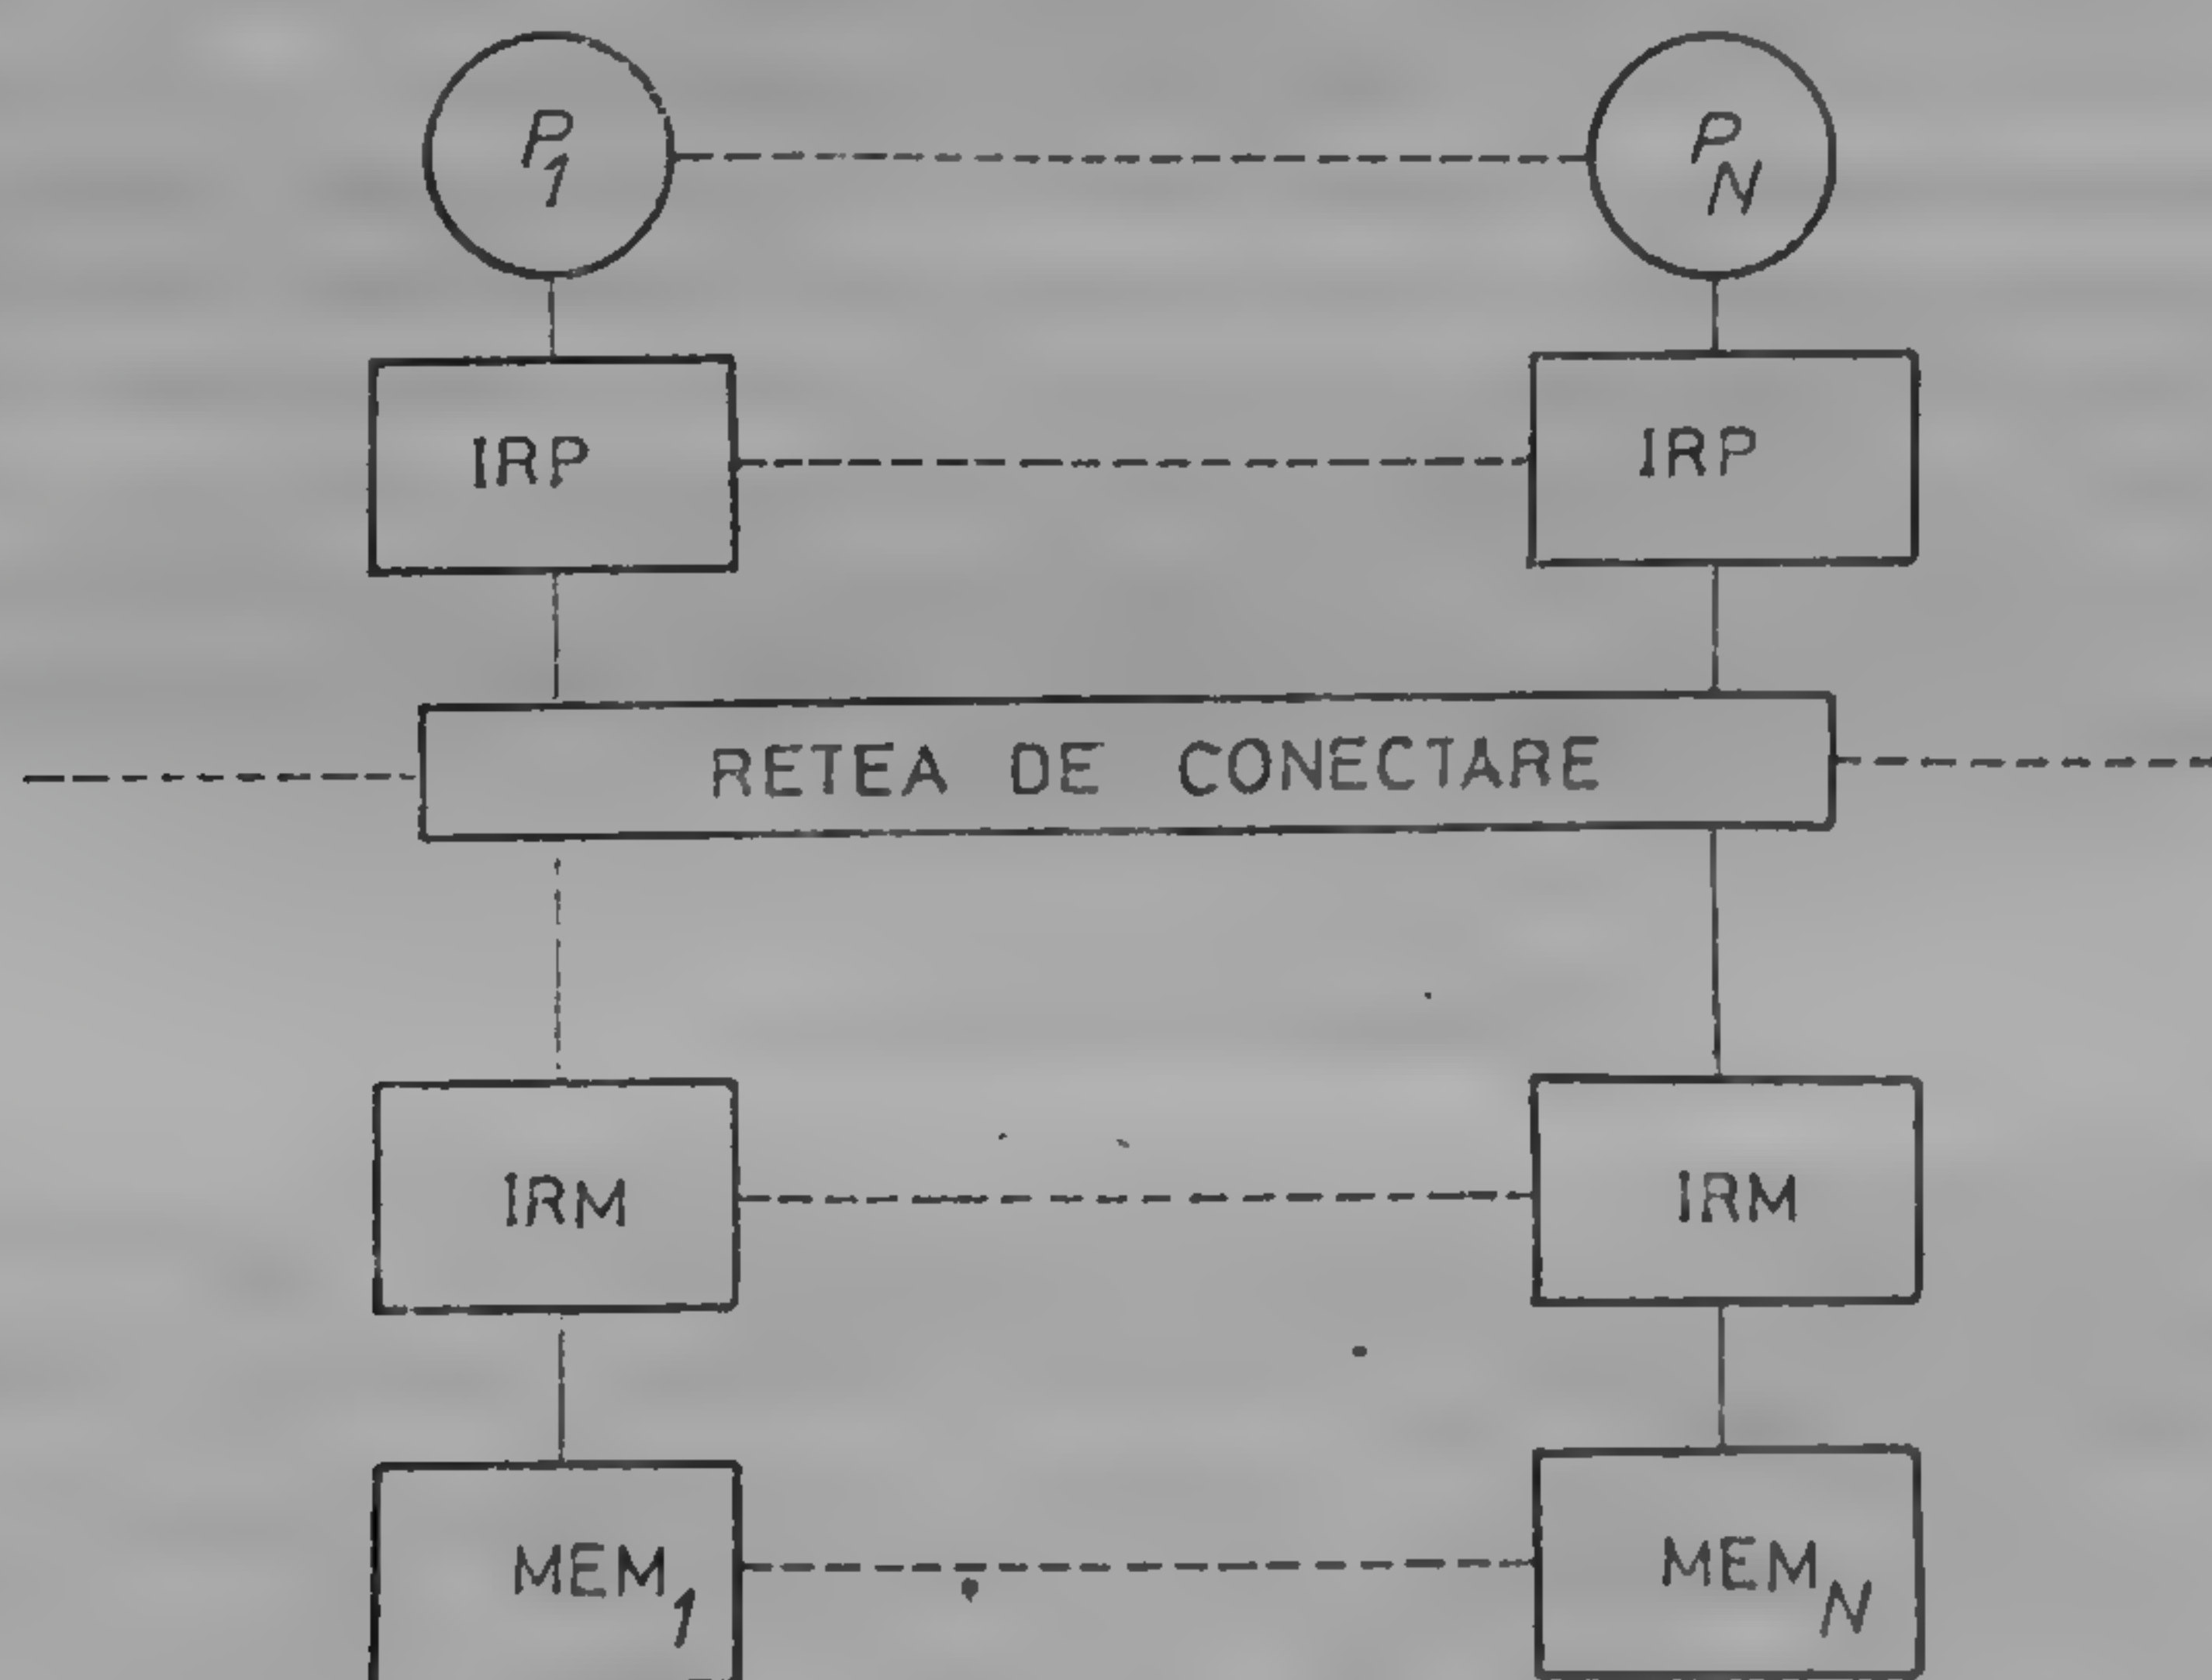 P1 PN
IRP IRP
RETEA DE CONECTARE
IRM IRM
MEM1 MEMN